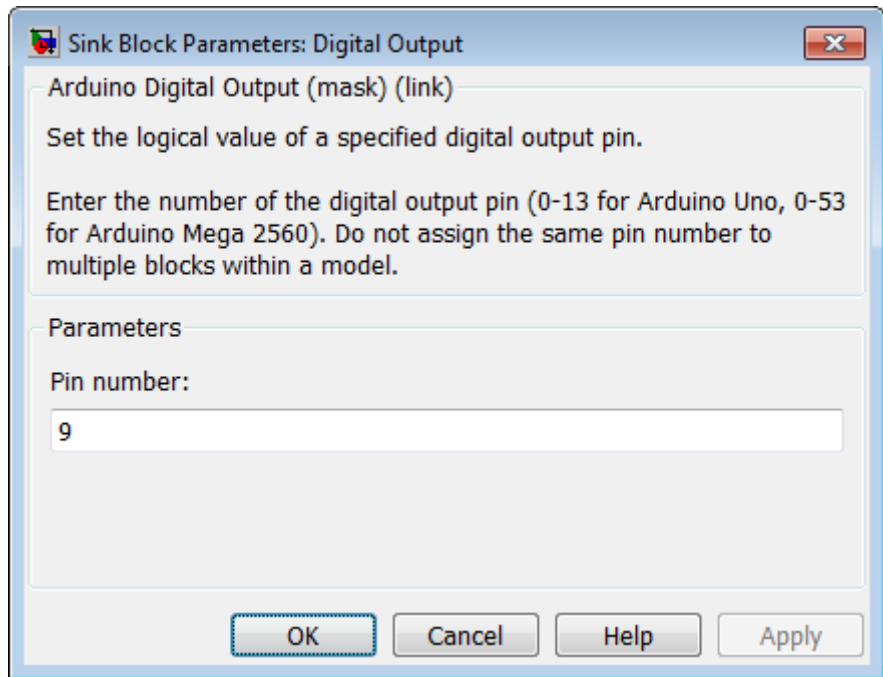 Sink Block Parameters: Digital Output
Arduino Digital Output (mask) (link)
Set the logical value of a specified digital output pin.
Enter the number of the digital output pin (0-13 for Arduino Uno, 0-53
for Arduino Mega 2560). Do not assign the same pin number to
multiple blocks within a model.
Parameters
Pin number:
9
OK Cancel Help Apply